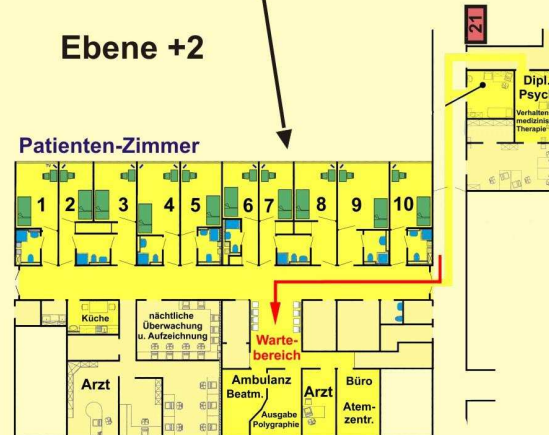 21
Ebene +2
Dipl.
Psyc
Verhalten
medizinis
Therapie
Patienten-Zimmer
1 2 3 4 5 6 7 8 9 10
Küche
nächtliche
Überwachung
u. Aufzeichnung
Warte-
bereich
Arzt
Ambulanz
Beatm.
Ausgabe
Polygraphie
Arzt
Büro
Atem-
zentr.